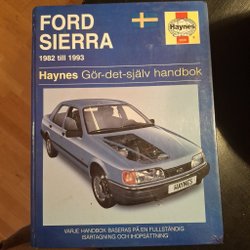 FORD
SIERRA
1982 till 1993
Haynes
Haynes Gör-det-själv handbok
HAYNES
VARJE HANDBOK BASERAS PÅ EN FULLSTÄNDIG
ISÄRTAGNING OCH IHOPSÄTTNING